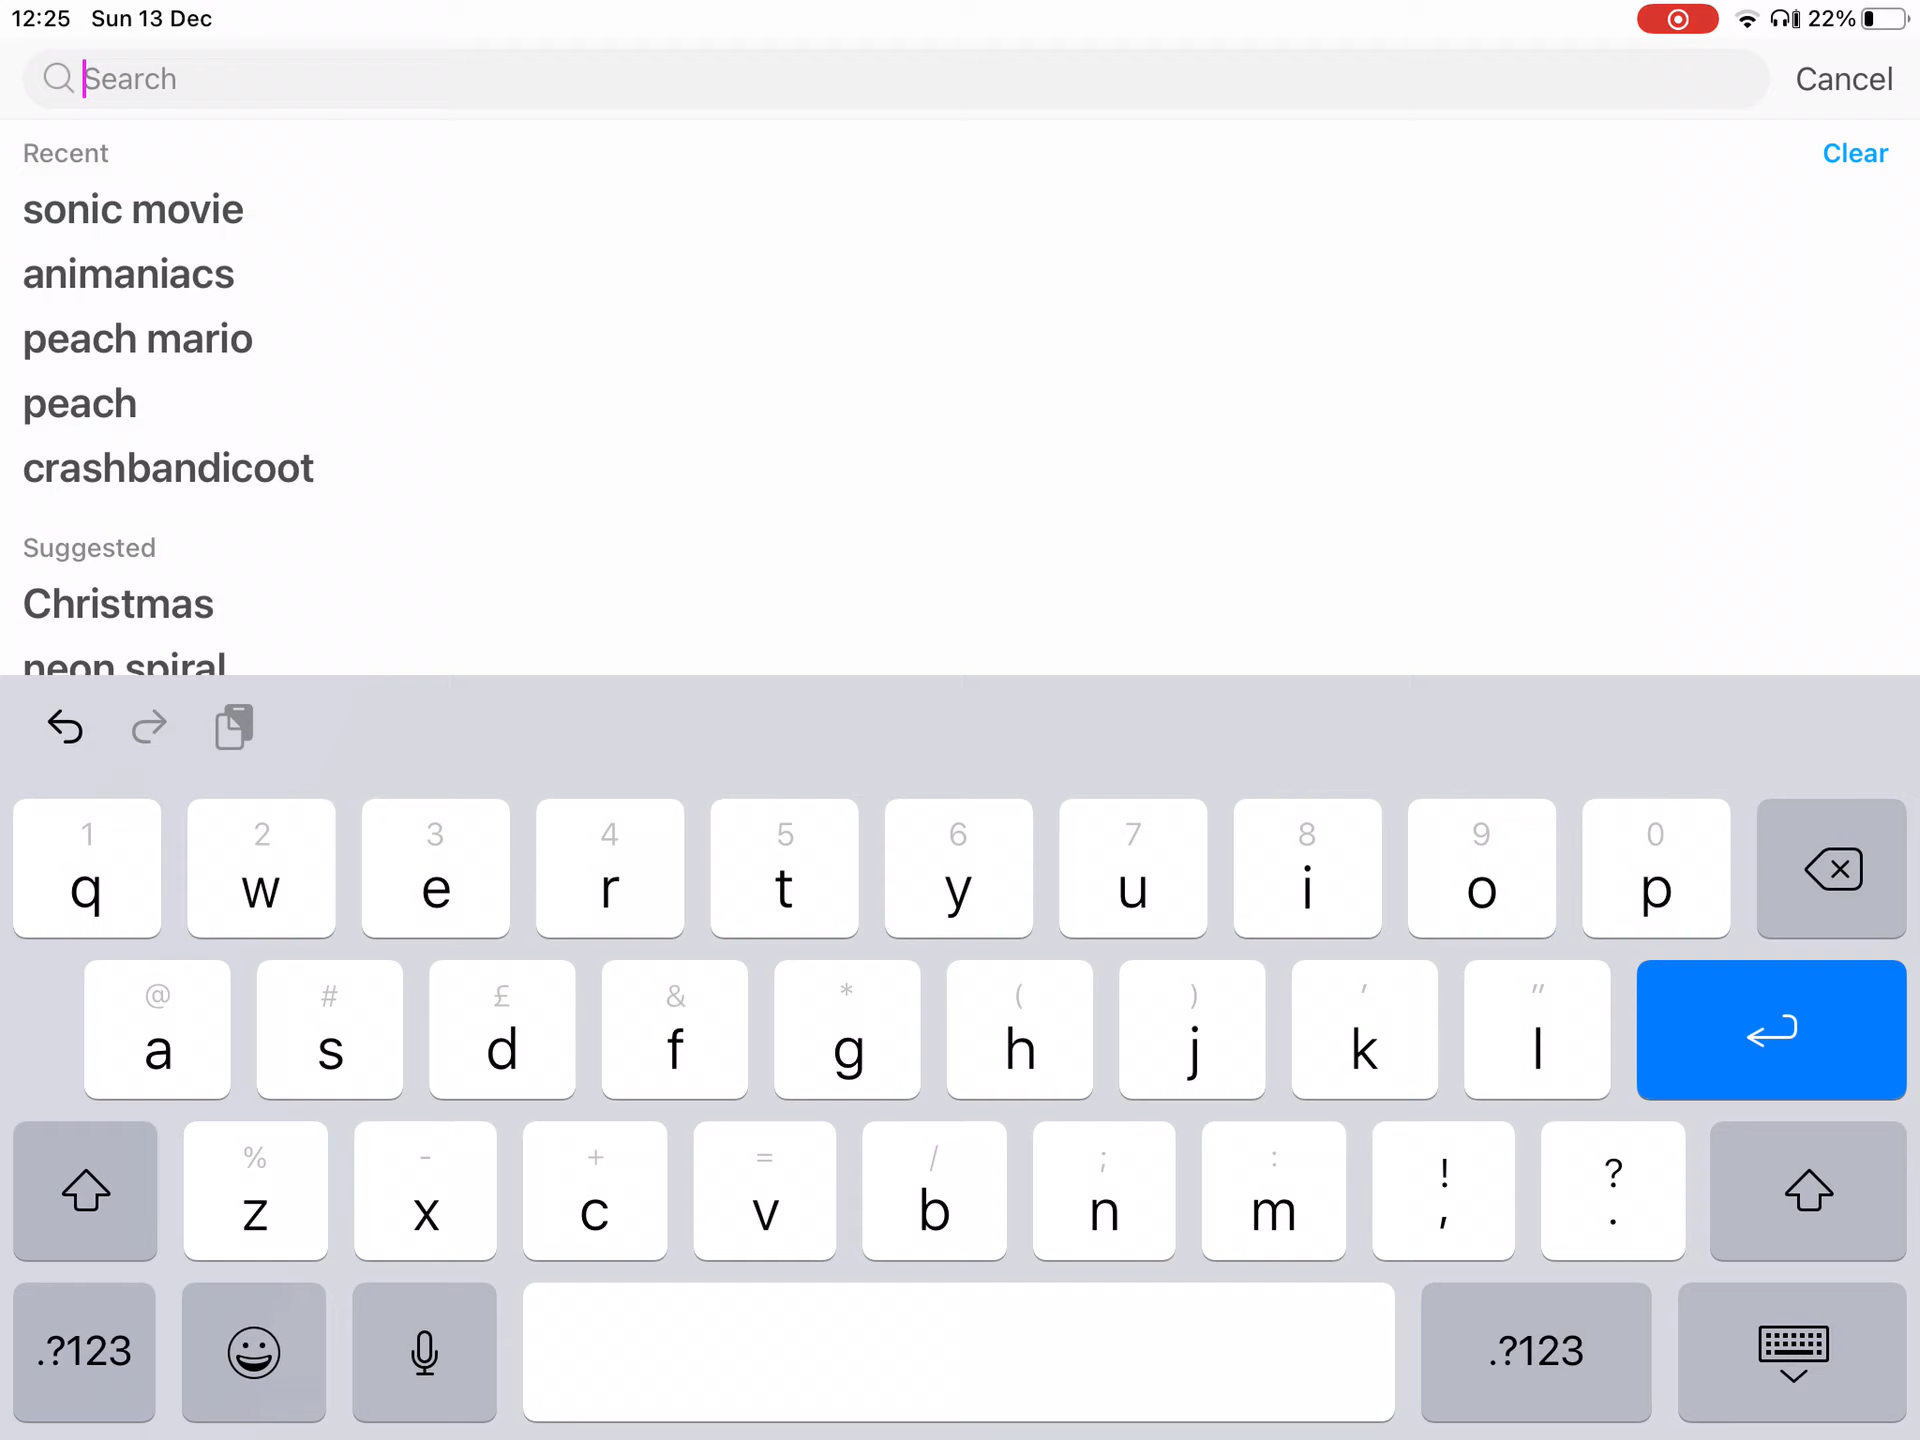 12:25 Sun 13 Dec 22%
Search Cancel
Recent Clear
sonic movie
animaniacs
peach mario
peach
crashbandicoot
Suggested
Christmas
neon spiral
1 2 3 4 5 6 7 8 9 0
q w e r t y u i o p
@ # £ & * ( ) ' "
a s d f g h j k l
% - + = / ; : ! ?
z x c v b n m , .
.?123 .?123